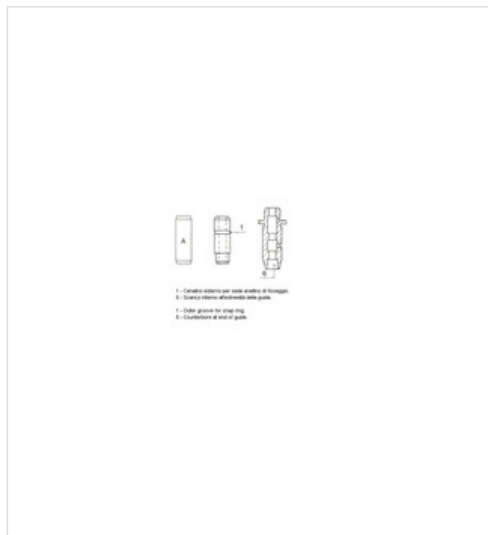 A
1
6
1 - Canalino esterno per sede anellino di fissaggio.
6 - Scarico interno all'estremità della guida.
1 - Outer groove for snap ring.
6 - Counterbore at end of guide.